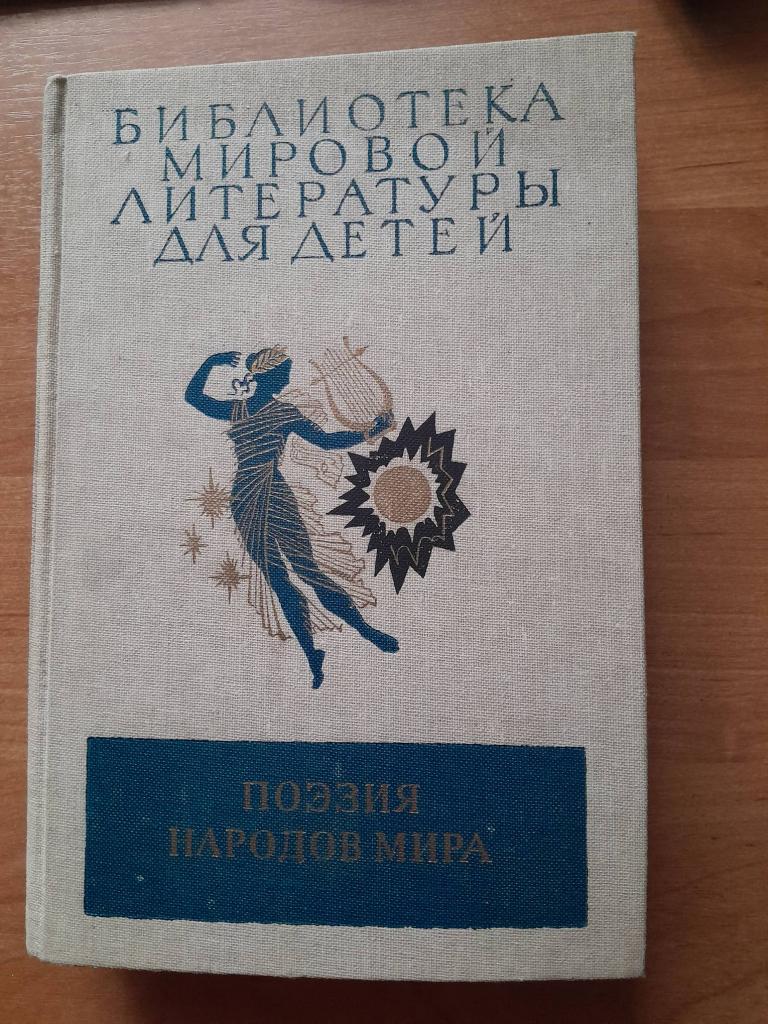 БИБЛИОТЕКА
МИРОВОЙ
ЛИТЕРАТУРЫ
ДЛЯ ДЕТЕЙ
ПОЭЗИЯ
НАРОДОВ МИРА